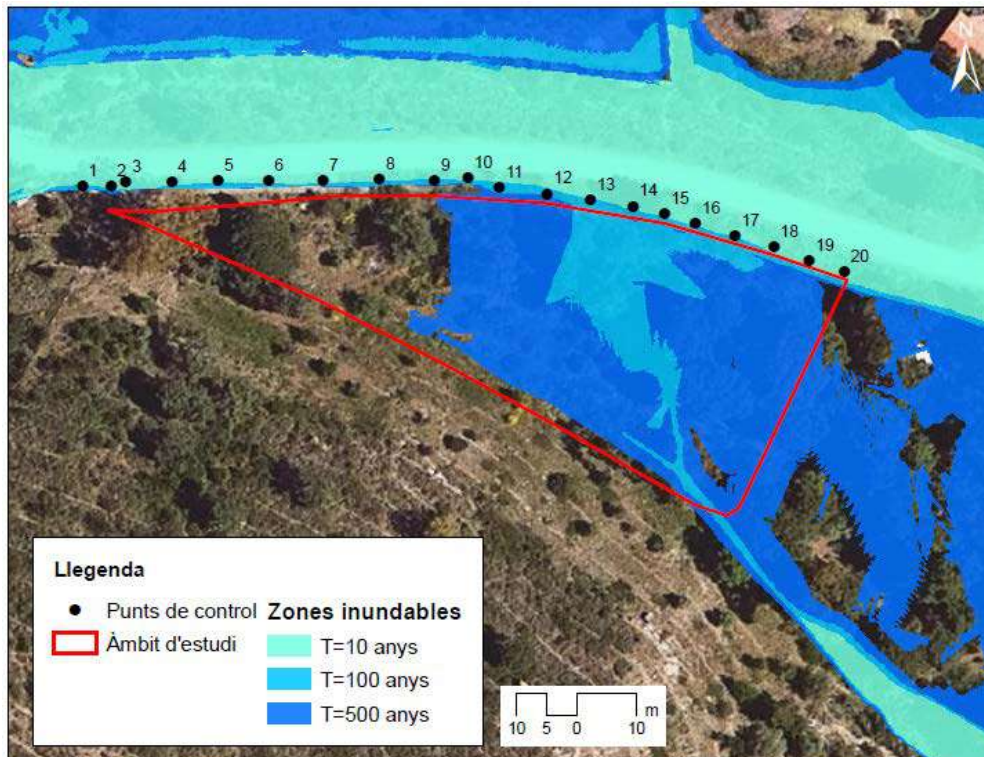 N
1 2 3 4 5 6 7 8 9 10 11 12 13 14 15 16 17 18 19 20
Llegenda
Punts de control
Àmbit d'estudi
Zones inundables
T=10 anys
T=100 anys
T=500 anys
10 5 0 10 m